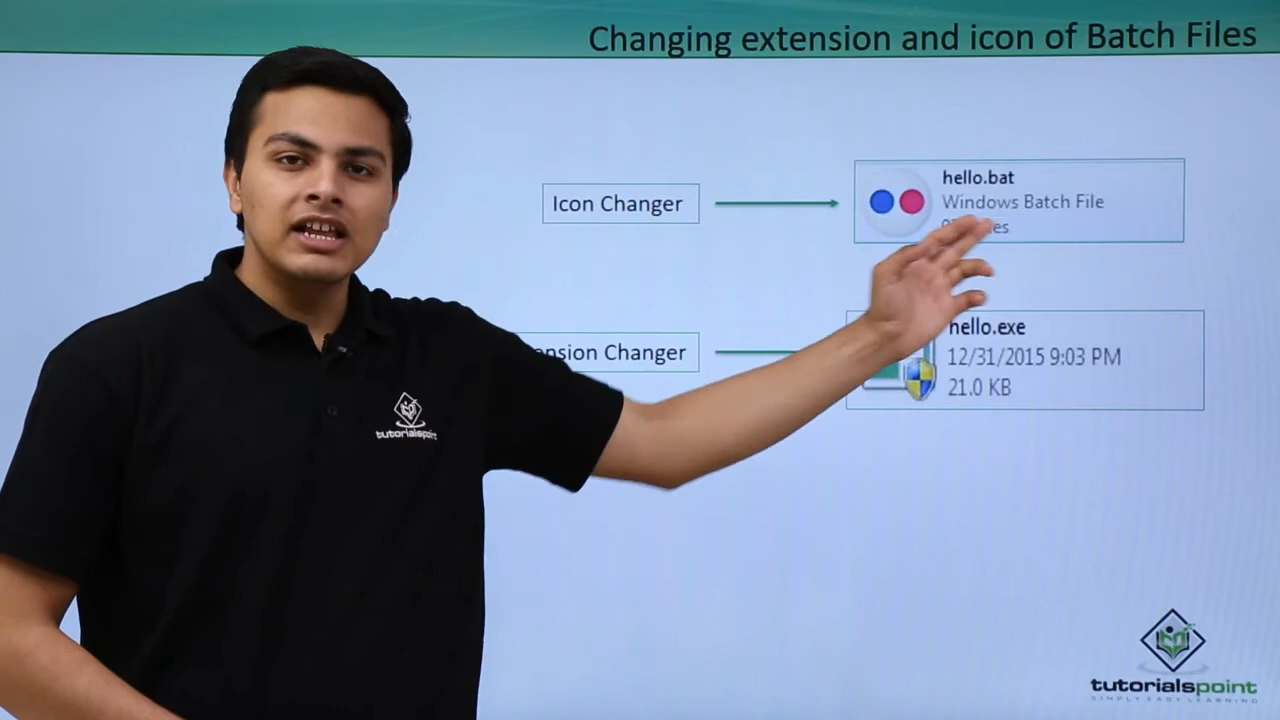 Changing extension and icon of Batch Files
Icon Changer
hello.bat
Windows Batch File
Changer
hello.exe
12/31/2015 9:03 PM
21.0 KB
tutorialspoint
tutorialspoint
SIMPLY EASY LEARNING